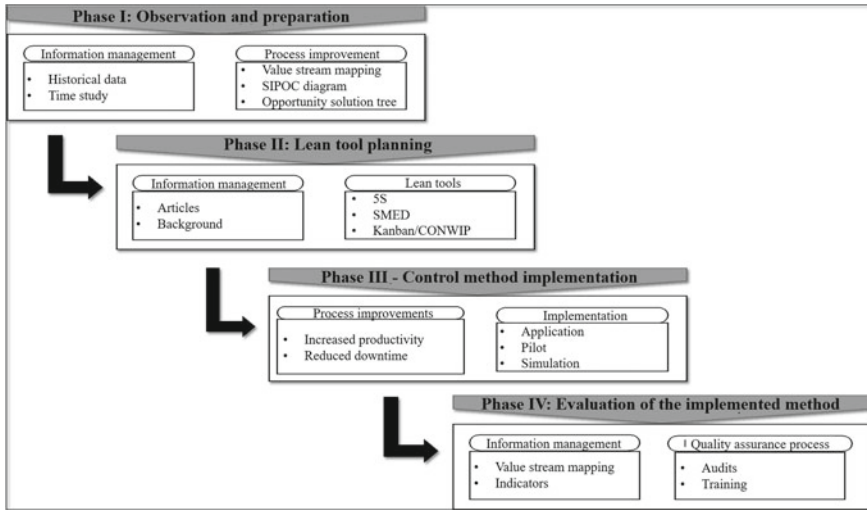 Phase I: Observation and preparation
Information management
• Historical data
• Time study
Process improvement
• Value stream mapping
• SIPOC diagram
• Opportunity solution tree
Phase II: Lean tool planning
Information management
• Articles
• Background
Lean tools
• 5S
• SMED
• Kanban/CONWIP
Phase III - Control method implementation
Process improvements
• Increased productivity
• Reduced downtime
Implementation
• Application
• Pilot
• Simulation
Phase IV: Evaluation of the implemented method
Information management
• Value stream mapping
• Indicators
Quality assurance process
• Audits
• Training